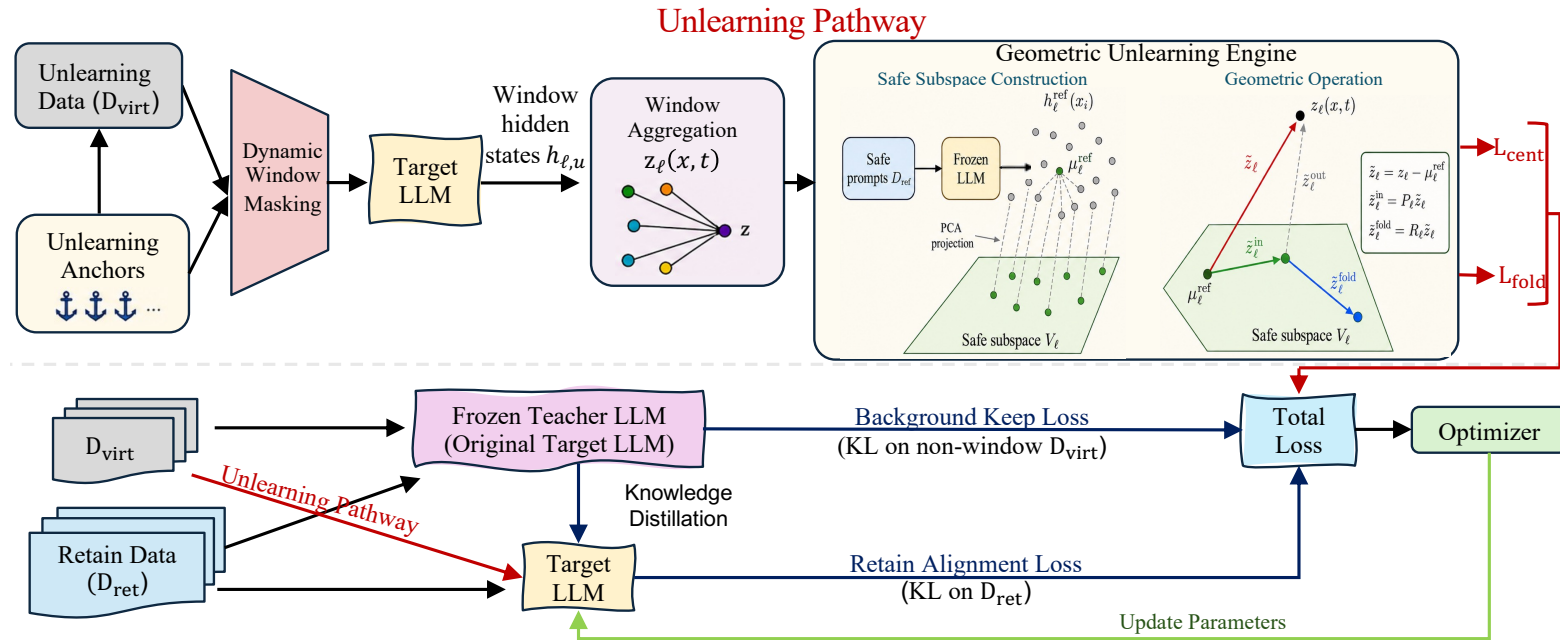 Unlearning Pathway
Unlearning
Data (D_virt)
Unlearning
Anchors
...
Dynamic
Window
Masking
Target
LLM
Window
hidden
states h_{ℓ,u}
Window
Aggregation
z_ℓ(x, t)
z
Geometric Unlearning Engine
Safe Subspace Construction
h_ℓ^ref(x_i)
Safe
prompts D_ref
Frozen
LLM
μ_ℓ^ref
PCA
projection
Safe subspace V_ℓ
Geometric Operation
z_ℓ(x, t)
z̃_ℓ
z̃_ℓ^out
z̃_ℓ^in
z̃_ℓ^fold
μ_ℓ^ref
Safe subspace V_ℓ
z̃_ℓ = z_ℓ − μ_ℓ^ref
z̃_ℓ^in = P_ℓ z̃_ℓ
z̃_ℓ^fold = R_ℓ z̃_ℓ
L_cent
L_fold
D_virt
Retain Data
(D_ret)
Unlearning Pathway
Frozen Teacher LLM
(Original Target LLM)
Knowledge
Distillation
Target
LLM
Background Keep Loss
(KL on non-window D_virt)
Retain Alignment Loss
(KL on D_ret)
Total
Loss
Optimizer
Update Parameters